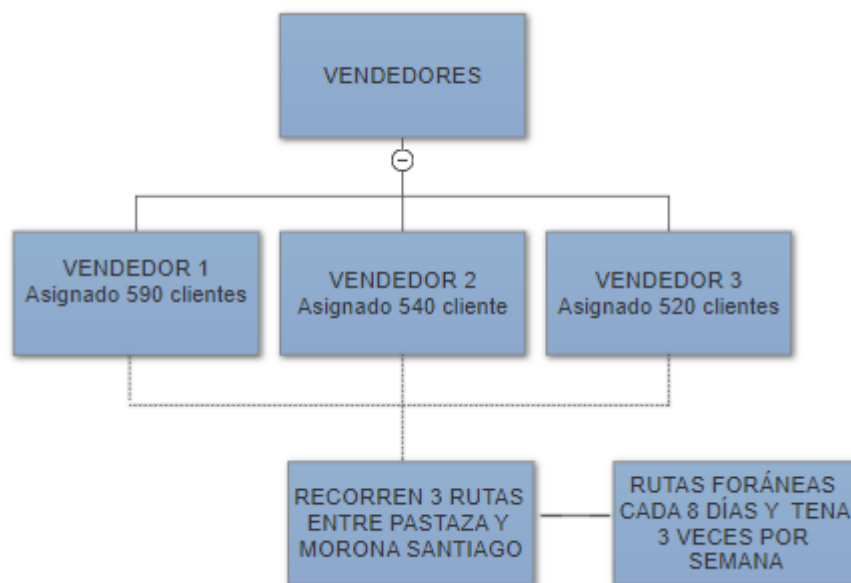 VENDEDORES
VENDEDOR 1
Asignado 590 clientes
VENDEDOR 2
Asignado 540 cliente
VENDEDOR 3
Asignado 520 clientes
RECORREN 3 RUTAS
ENTRE PASTAZA Y
MORONA SANTIAGO
RUTAS FORÁNEAS
CADA 8 DÍAS Y TENA
3 VECES POR
SEMANA